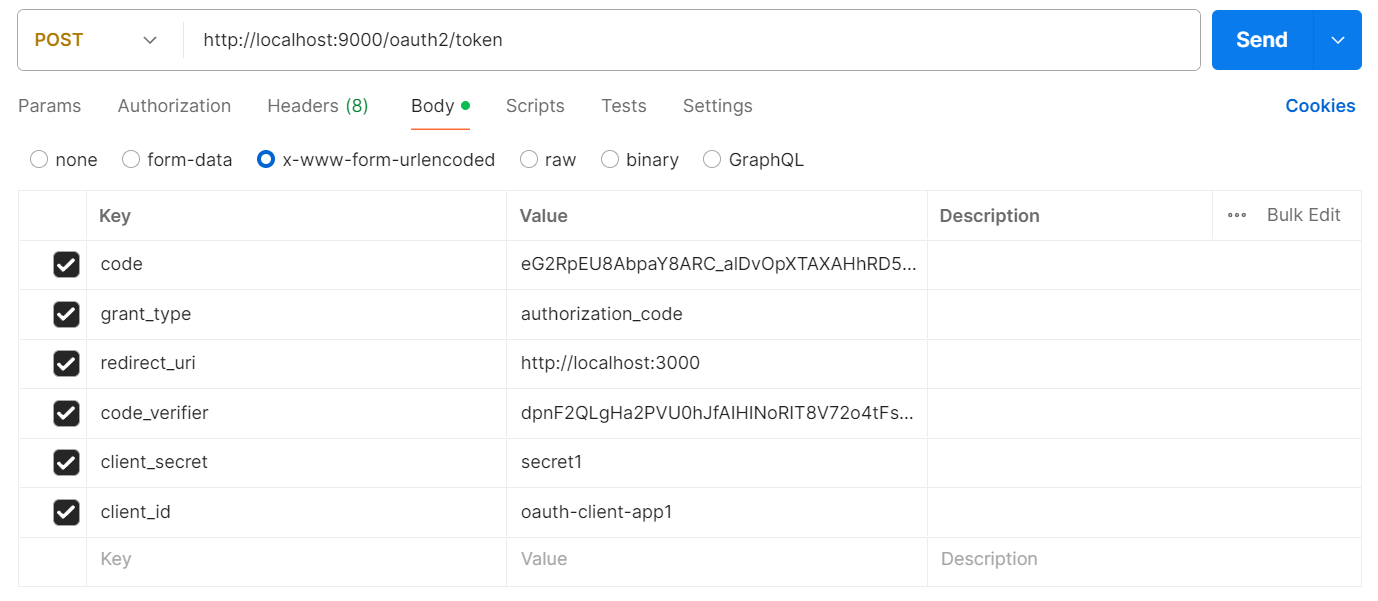 POST http://localhost:9000/oauth2/token Send
Params Authorization Headers (8) Body Scripts Tests Settings Cookies
none form-data x-www-form-urlencoded raw binary GraphQL
Key Value Description Bulk Edit
code eG2RpEU8AbpaY8ARC_alDvOpXTAXAHhRD5...
grant_type authorization_code
redirect_uri http://localhost:3000
code_verifier dpnF2QLgHa2PVU0hJfAIHINoRIT8V72o4tFs...
client_secret secret1
client_id oauth-client-app1
Key Value Description